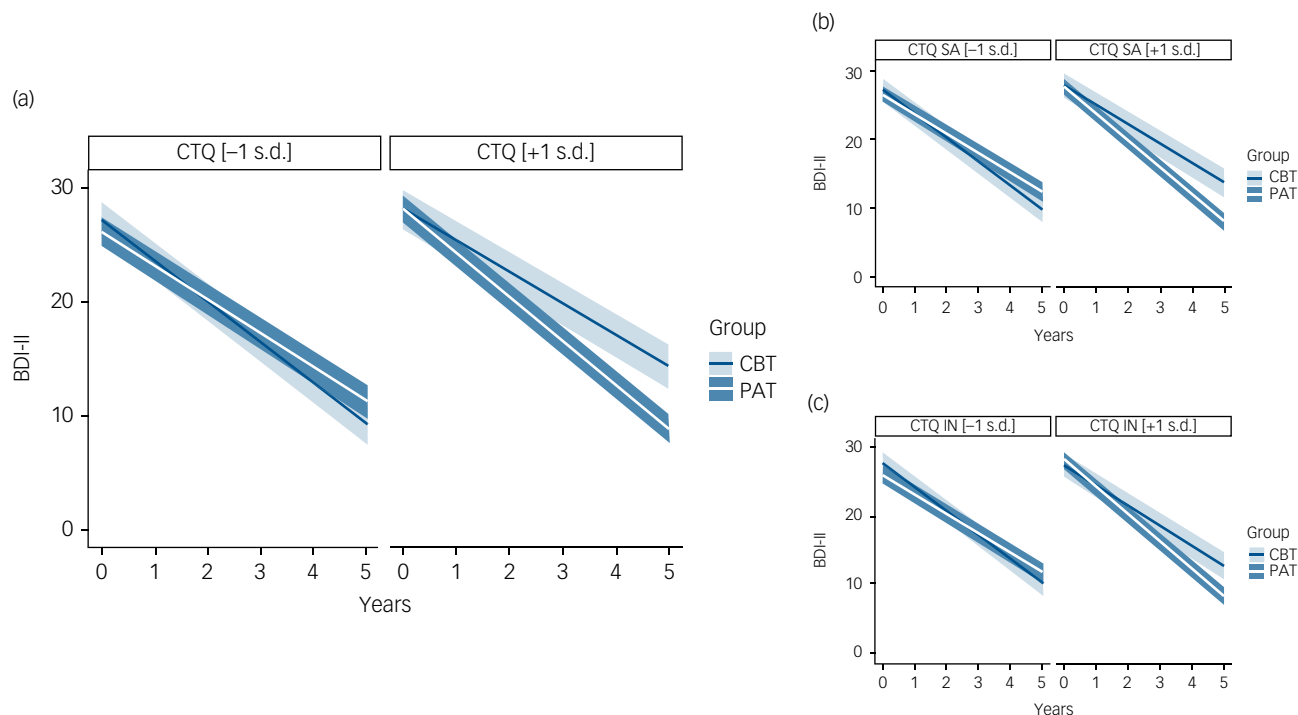 (a)
CTQ [–1 s.d.]
CTQ [+1 s.d.]
BDI-II
30
20
10
0
0 1 2 3 4 5
0 1 2 3 4 5
Years
Group
CBT
PAT
(b)
CTQ SA [–1 s.d.]
CTQ SA [+1 s.d.]
BDI-II
30
20
10
0
0 1 2 3 4 5
0 1 2 3 4 5
Years
Group
CBT
PAT
(c)
CTQ IN [–1 s.d.]
CTQ IN [+1 s.d.]
BDI-II
30
20
10
0
0 1 2 3 4 5
0 1 2 3 4 5
Years
Group
CBT
PAT